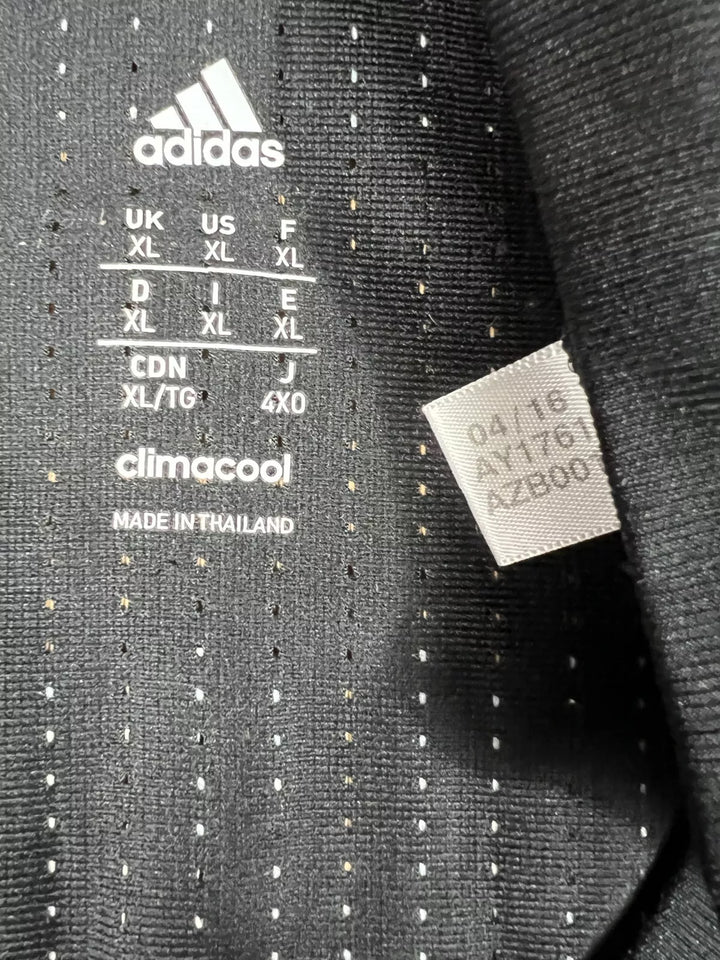 adidas
UK US F
XL XL XL
D I E
XL XL XL
CDN J
XL/TG 4XO
climacool
MADE IN THAILAND
04/16
AY1761
AZB00